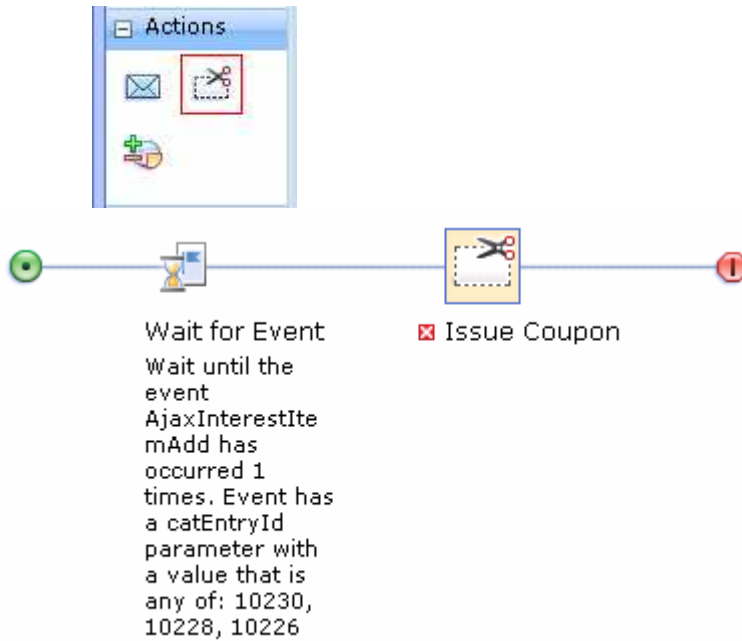 Actions
Wait for Event
Issue Coupon
Wait until the
event
AjaxInterestIte
mAdd has
occurred 1
times. Event has
a catEntryId
parameter with
a value that is
any of: 10230,
10228, 10226